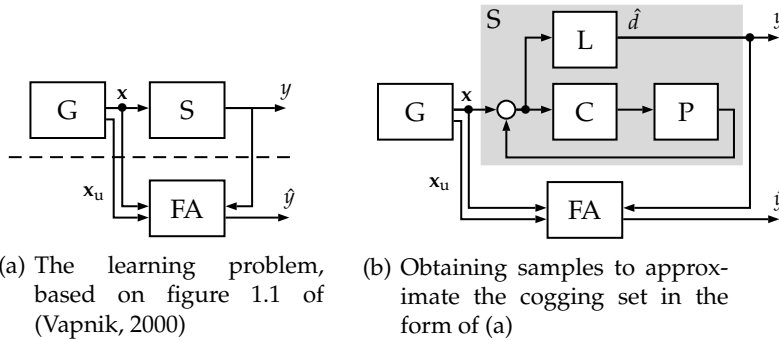 S
d̂
y
L
x
y
x
G
S
G
C
P
x_u
x_u
FA
ŷ
FA
ŷ
(a) The learning problem,
based on figure 1.1 of
(Vapnik, 2000)
(b) Obtaining samples to approx-
imate the cogging set in the
form of (a)